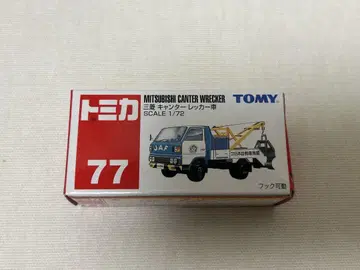 トミカ
77
MITSUBISHI CANTER WRECKER
三菱 キャンター レッカー車
SCALE 1/72
TOMY
JAF
フック可動